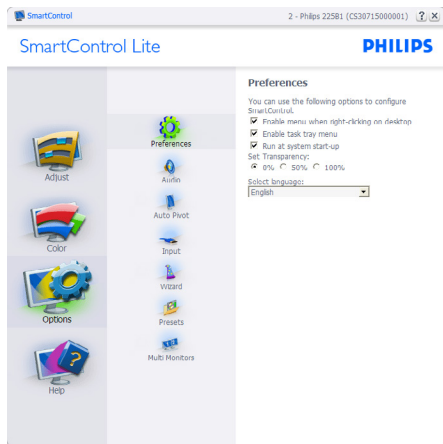 SmartControl
2 - Philips 225B1 (CS30715000001)
SmartControl Lite
PHILIPS
Preferences
You can use the following options to configure
SmartControl.
Enable menu when right-clicking on desktop
Enable task tray menu
Run at system start-up
Set Transparency:
0% 50% 100%
Select language:
English
Adjust
Color
Options
Help
Preferences
Audio
Auto Pivot
Input
Wizard
Presets
Multi Monitors